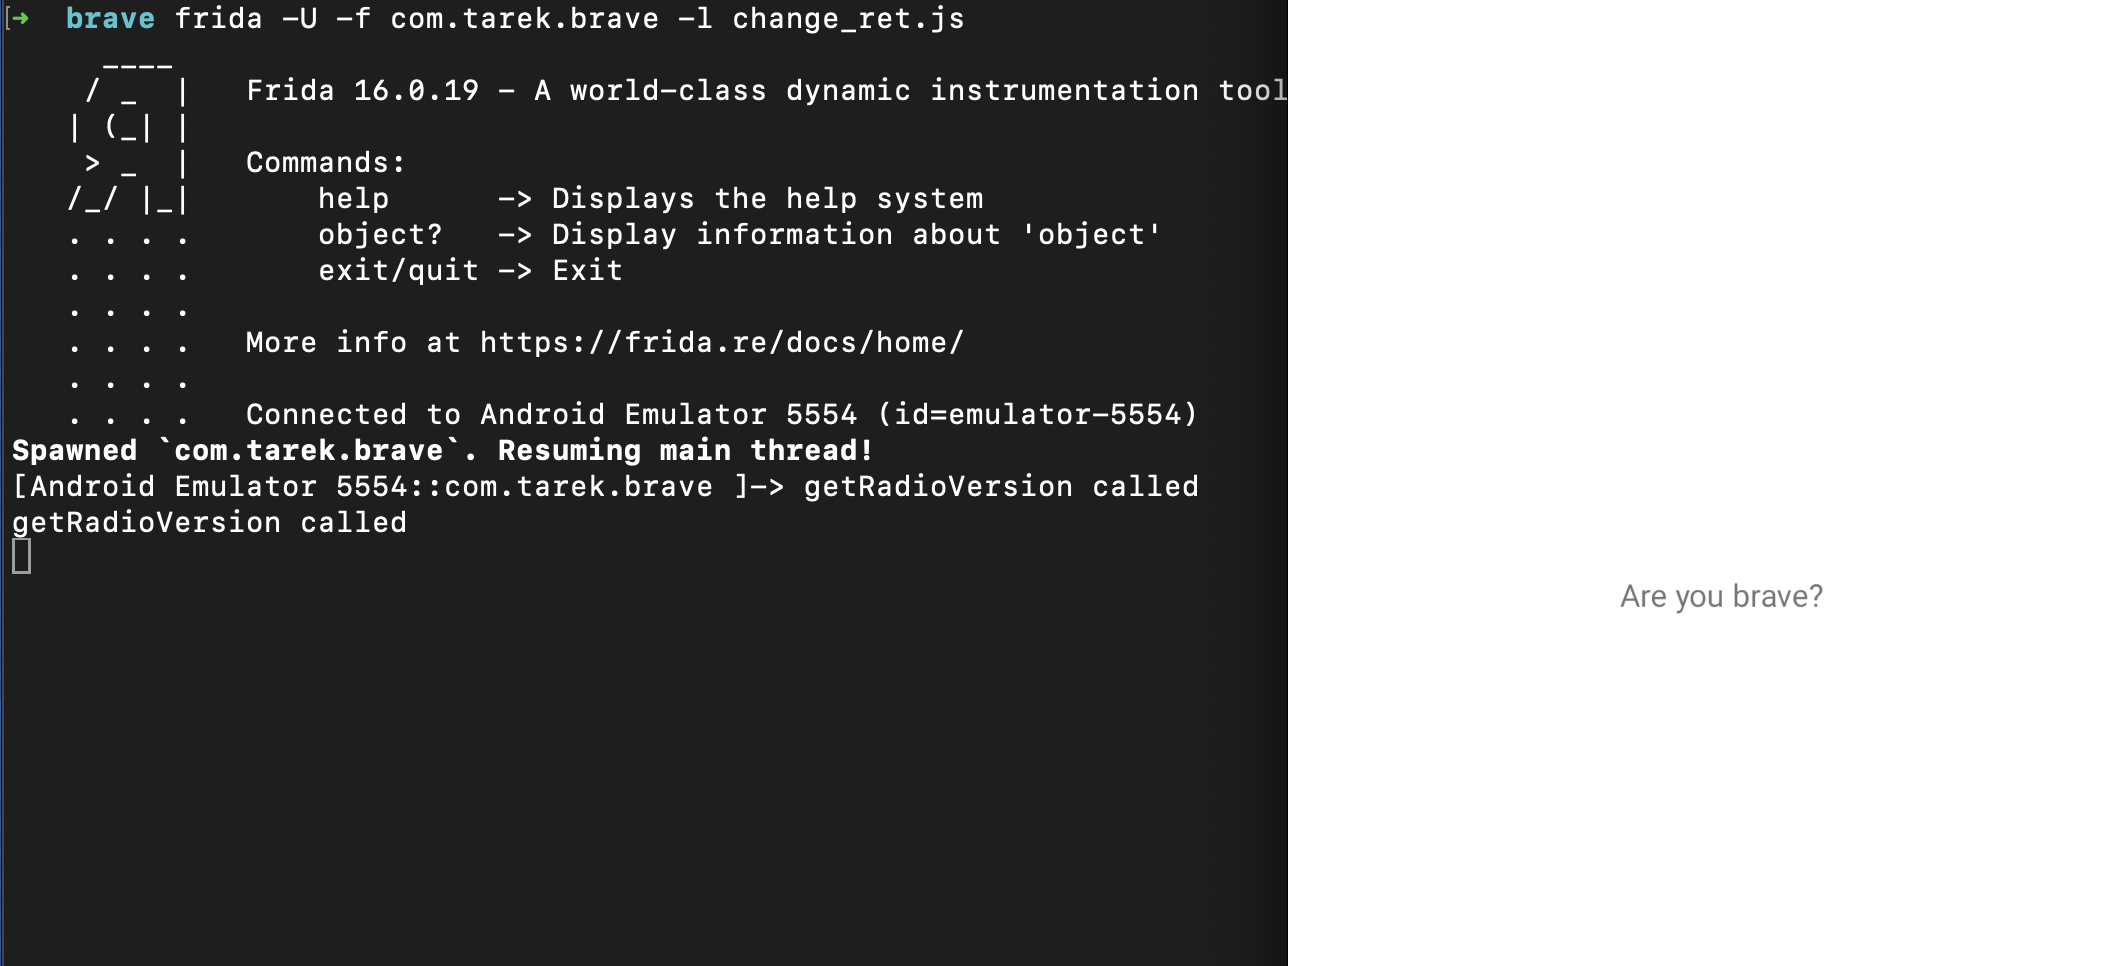 [➜  brave frida -U -f com.tarek.brave -l change_ret.js
     ____
    / _  |   Frida 16.0.19 - A world-class dynamic instrumentation tool
   | (_| |
    > _  |   Commands:
   /_/ |_|       help      -> Displays the help system
   . . . .       object?   -> Display information about 'object'
   . . . .       exit/quit -> Exit
   . . . .
   . . . .   More info at https://frida.re/docs/home/
   . . . .
   . . . .   Connected to Android Emulator 5554 (id=emulator-5554)
Spawned `com.tarek.brave`. Resuming main thread!
[Android Emulator 5554::com.tarek.brave ]-> getRadioVersion called
getRadioVersion called
Are you brave?